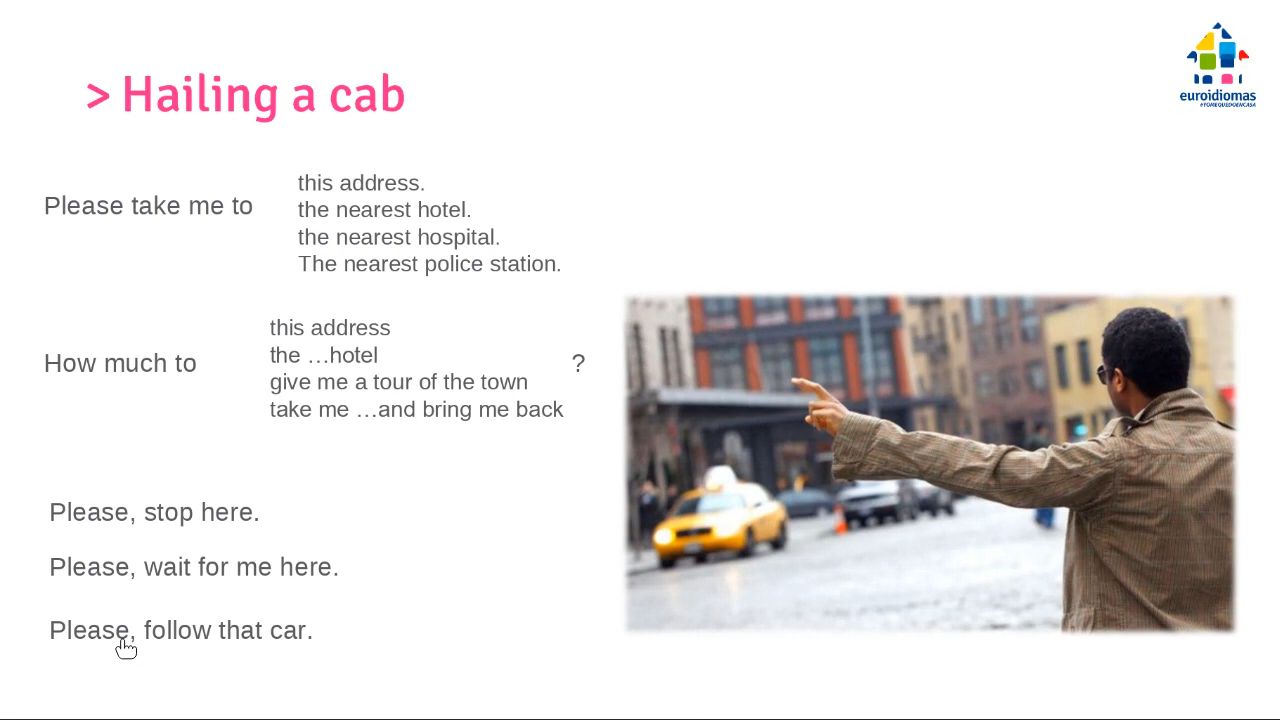 > Hailing a cab
euroidiomas
#YOMEQUEDOENCASA
Please take me to
this address.
the nearest hotel.
the nearest hospital.
The nearest police station.
How much to
this address
the …hotel
give me a tour of the town
take me …and bring me back
?
Please, stop here.
Please, wait for me here.
Please, follow that car.